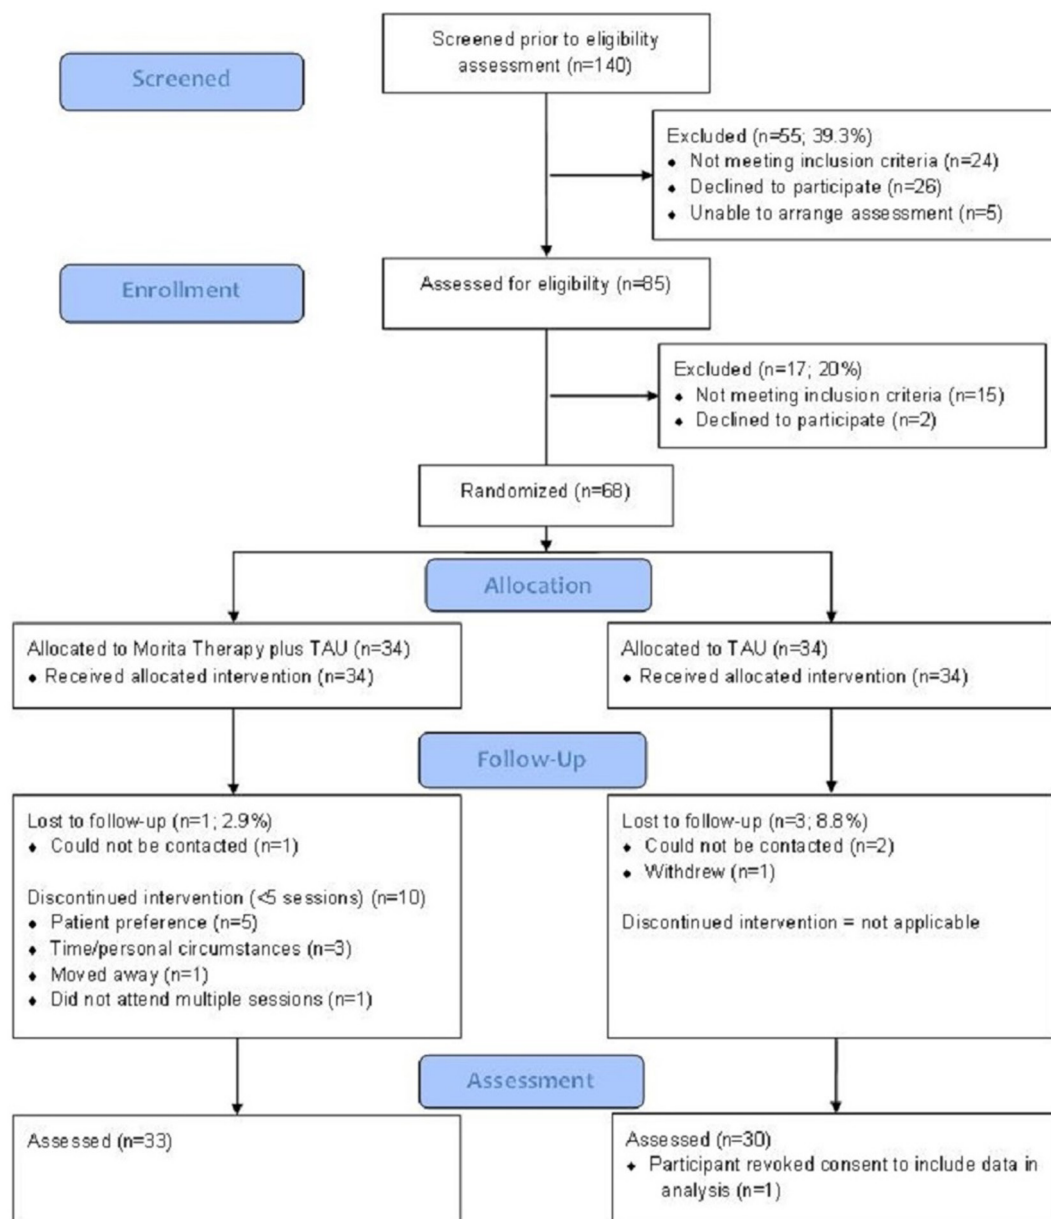 Screened prior to eligibility
assessment (n=140)
Screened
Excluded (n=55; 39.3%)
♦ Not meeting inclusion criteria (n=24)
♦ Declined to participate (n=26)
♦ Unable to arrange assessment (n=5)
Enrollment
Assessed for eligibility (n=85)
Excluded (n=17; 20%)
♦ Not meeting inclusion criteria (n=15)
♦ Declined to participate (n=2)
Randomized (n=68)
Allocation
Allocated to Morita Therapy plus TAU (n=34)
• Received allocated intervention (n=34)
Allocated to TAU (n=34)
• Received allocated intervention (n=34)
Follow-Up
Lost to follow-up (n=1; 2.9%)
♦ Could not be contacted (n=1)
Discontinued intervention (<5 sessions) (n=10)
♦ Patient preference (n=5)
♦ Time/personal circumstances (n=3)
♦ Moved away (n=1)
♦ Did not attend multiple sessions (n=1)
Lost to follow-up (n=3; 8.8%)
♦ Could not be contacted (n=2)
♦ Withdrew (n=1)
Discontinued intervention = not applicable
Assessment
Assessed (n=33)
Assessed (n=30)
♦ Participant revoked consent to include data in
analysis (n=1)